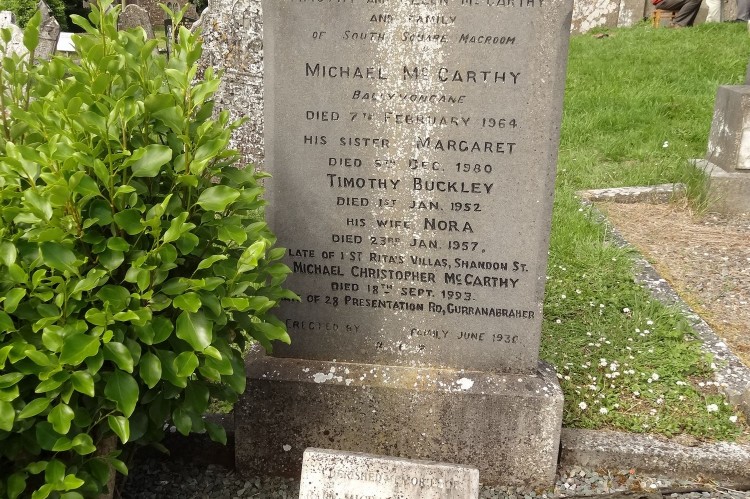 McCARTHY
AND FAMILY
OF SOUTH SQUARE MACROOM
MICHAEL McCARTHY
BALLYVONGANE
DIED 7TH FEBRUARY 1964
HIS SISTER MARGARET
DIED 5TH DEC. 1980
TIMOTHY BUCKLEY
DIED 1ST JAN. 1952
HIS WIFE NORA
DIED 23RD JAN. 1957.
LATE OF 1 ST RITA'S VILLAS, SHANDON ST.
MICHAEL CHRISTOPHER McCARTHY
DIED 18TH SEPT. 1993.
OF 28 PRESENTATION RD, GURRANABRAHER
ERECTED BY FAMILY JUNE 1930